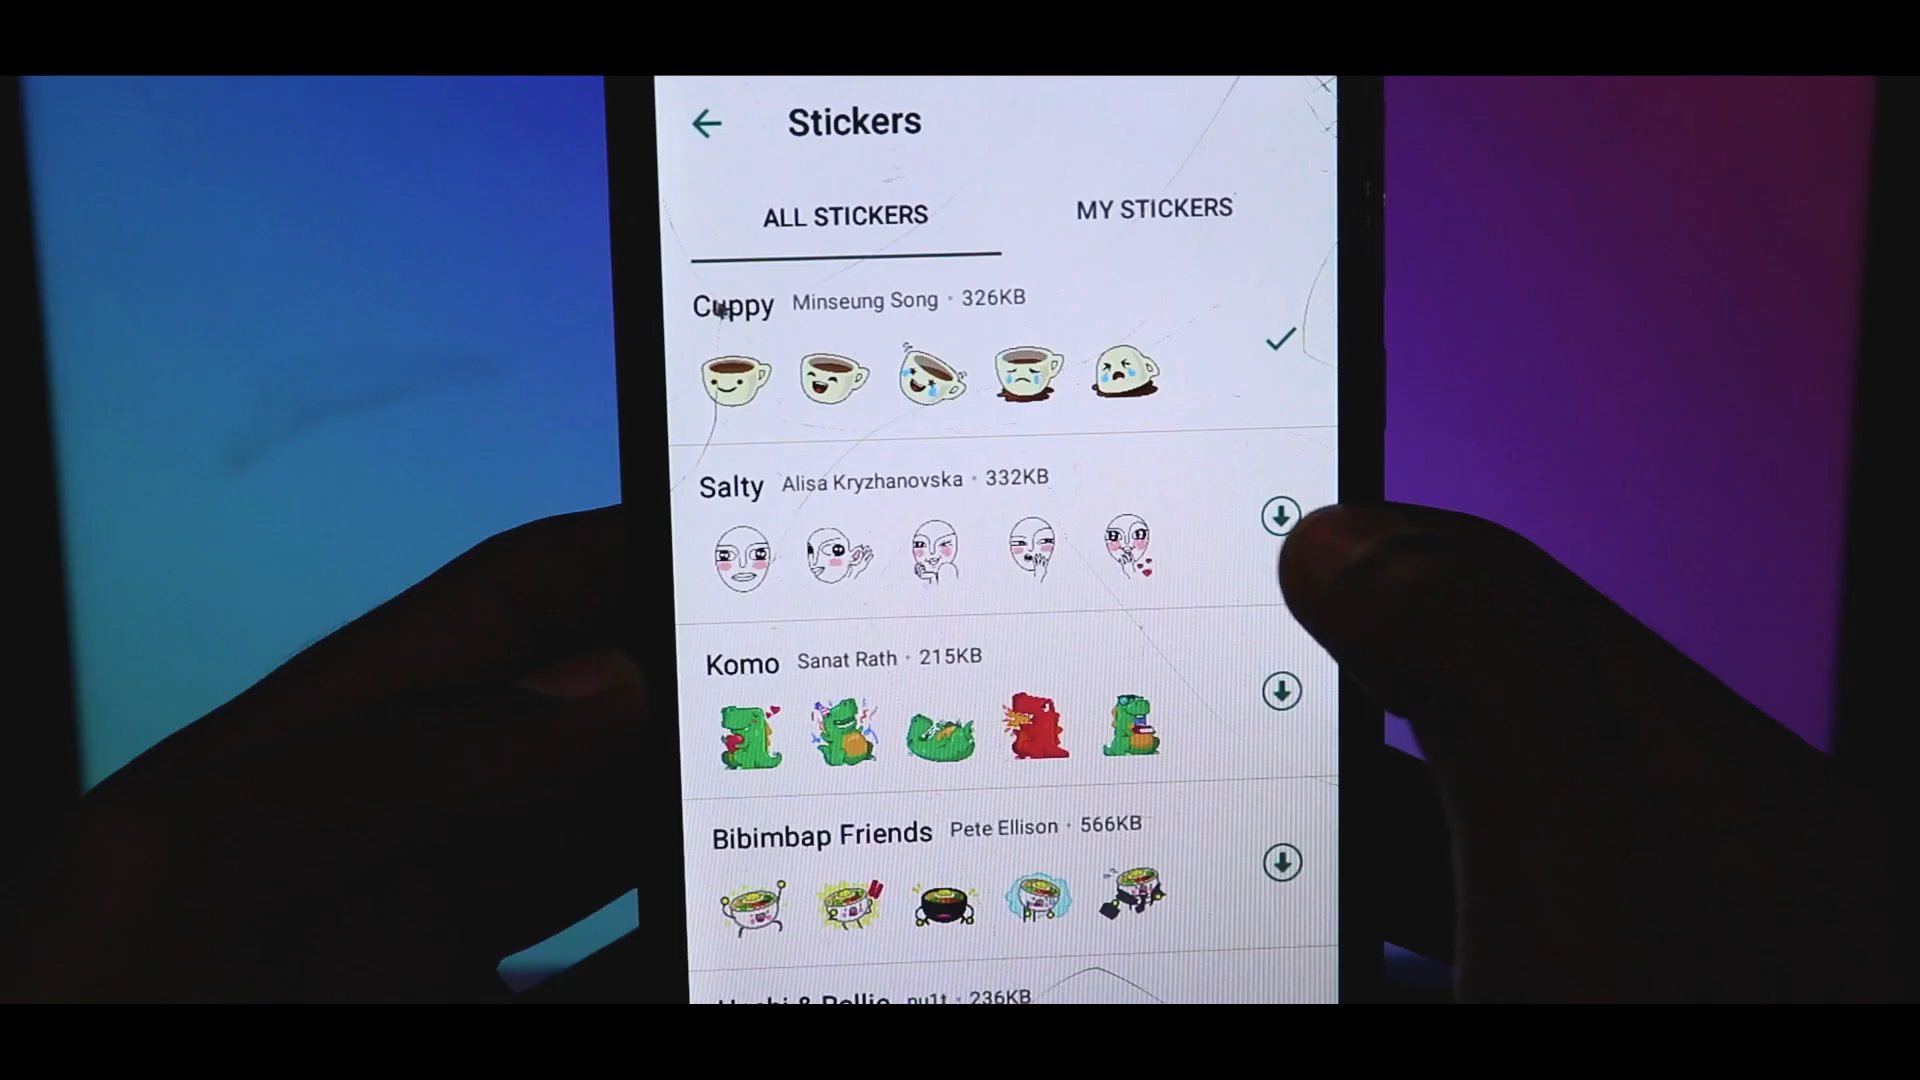 Stickers
ALL STICKERS MY STICKERS
Cuppy Minseung Song · 326KB
Salty Alisa Kryzhanovska · 332KB
Komo Sanat Rath · 215KB
Bibimbap Friends Pete Ellison · 566KB
& nu1t · 236KB